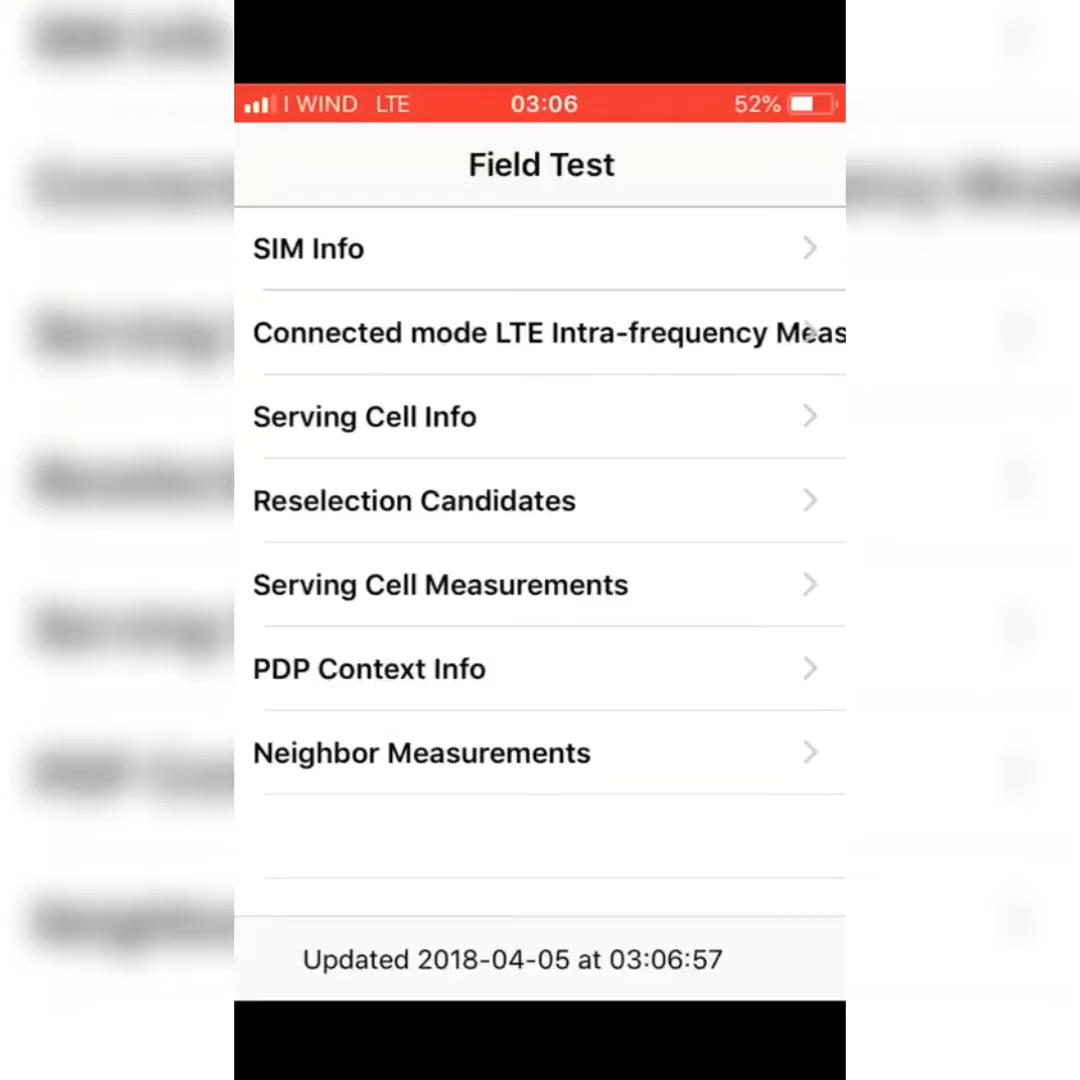 I WIND LTE 03:06 52%
Field Test
SIM Info
Connected mode LTE Intra-frequency Meas
Serving Cell Info
Reselection Candidates
Serving Cell Measurements
PDP Context Info
Neighbor Measurements
Updated 2018-04-05 at 03:06:57